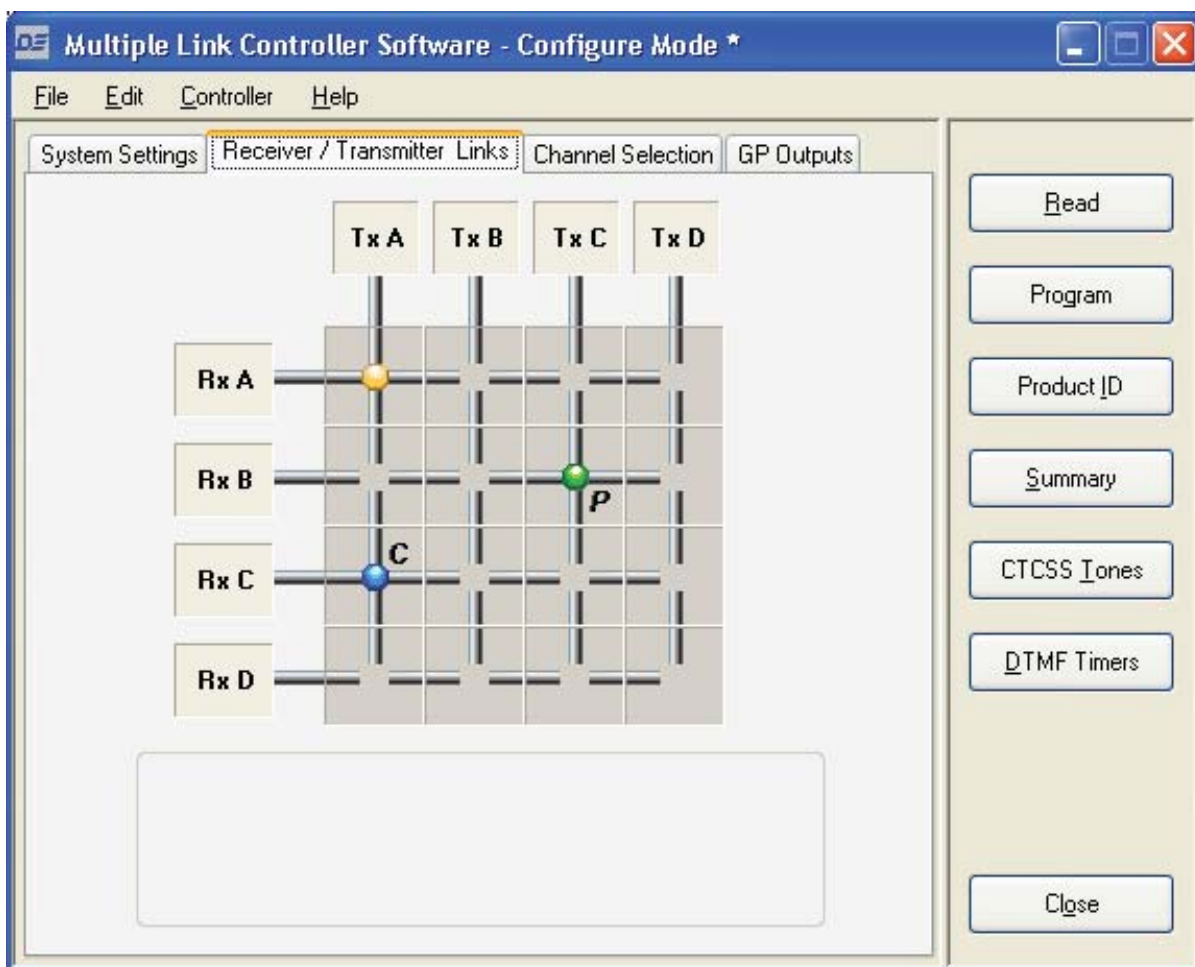 Multiple Link Controller Software - Configure Mode *
File Edit Controller Help
System Settings Receiver / Transmitter Links Channel Selection GP Outputs
Tx A Tx B Tx C Tx D
Rx A
Rx B
P
C
Rx C
Rx D
Read
Program
Product ID
Summary
CTCSS Tones
DTMF Timers
Close